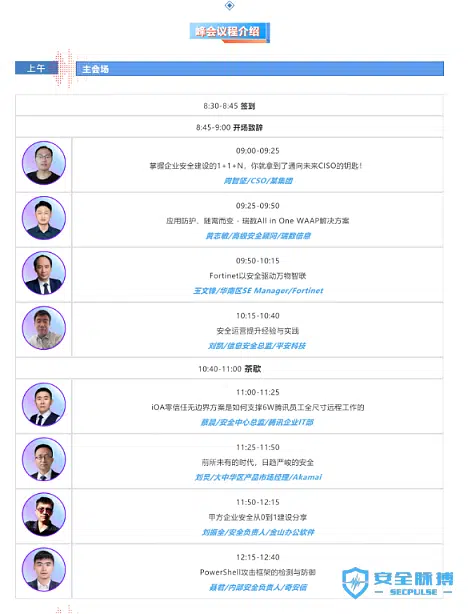 峰会议程介绍
上午
主会场
8:30-8:45 签到
8:45-9:00 开场致辞
09:00-09:25
掌握企业安全建设的1+1+N，你就拿到了通向未来CISO的钥匙！
/CSO/某集团
09:25-09:50
应用防护、随需而变 - 瑞数All in One WAAP解决方案
黄志敏/高级安全顾问/瑞数信息
09:50-10:15
Fortinet以安全驱动万物智联
王文锋/华南区SE Manager/Fortinet
10:15-10:40
安全运营提升经验与实践
刘凯/信息安全总监/平安科技
10:40-11:00 茶歇
11:00-11:25
iOA零信任无边界方案是如何支撑6W腾讯员工全尺寸远程工作的
蔡晨/安全中心总监/腾讯企业IT部
11:25-11:50
前所未有的时代，日趋严峻的安全
刘炅/大中华区产品市场经理/Akamai
11:50-12:15
甲方企业安全从0到1建设分享
刘振全/安全负责人/金山办公软件
12:15-12:40
PowerShell攻击框架的检测与防御
聂君/内部安全负责人/奇安信
安全脉搏
SECPULSE